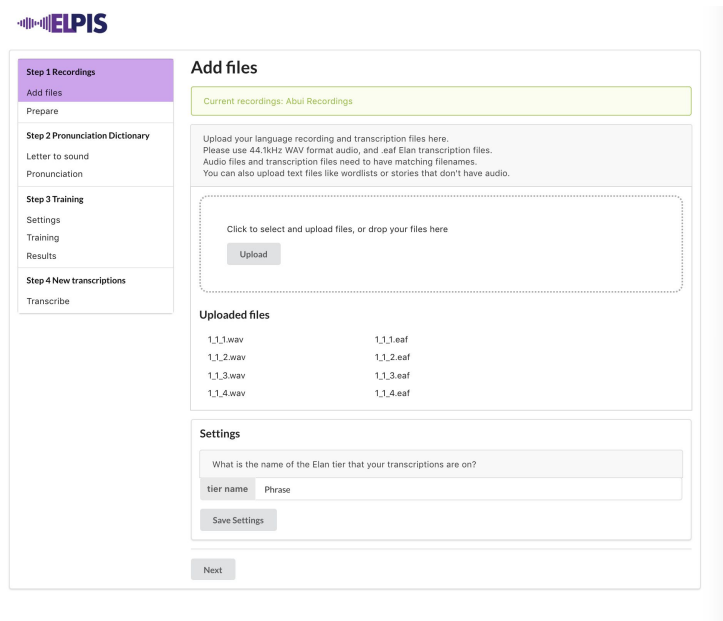 ELPIS
Step 1 Recordings
Add files
Prepare
Step 2 Pronunciation Dictionary
Letter to sound
Pronunciation
Step 3 Training
Settings
Training
Results
Step 4 New transcriptions
Transcribe
Add files
Current recordings: Abui Recordings
Upload your language recording and transcription files here.
Please use 44.1kHz WAV format audio, and .eaf Elan transcription files.
Audio files and transcription files need to have matching filenames.
You can also upload text files like wordlists or stories that don't have audio.
Click to select and upload files, or drop your files here
Upload
Uploaded files
1_1_1.wav 1_1_1.eaf
1_1_2.wav 1_1_2.eaf
1_1_3.wav 1_1_3.eaf
1_1_4.wav 1_1_4.eaf
Settings
What is the name of the Elan tier that your transcriptions are on?
tier name Phrase
Save Settings
Next